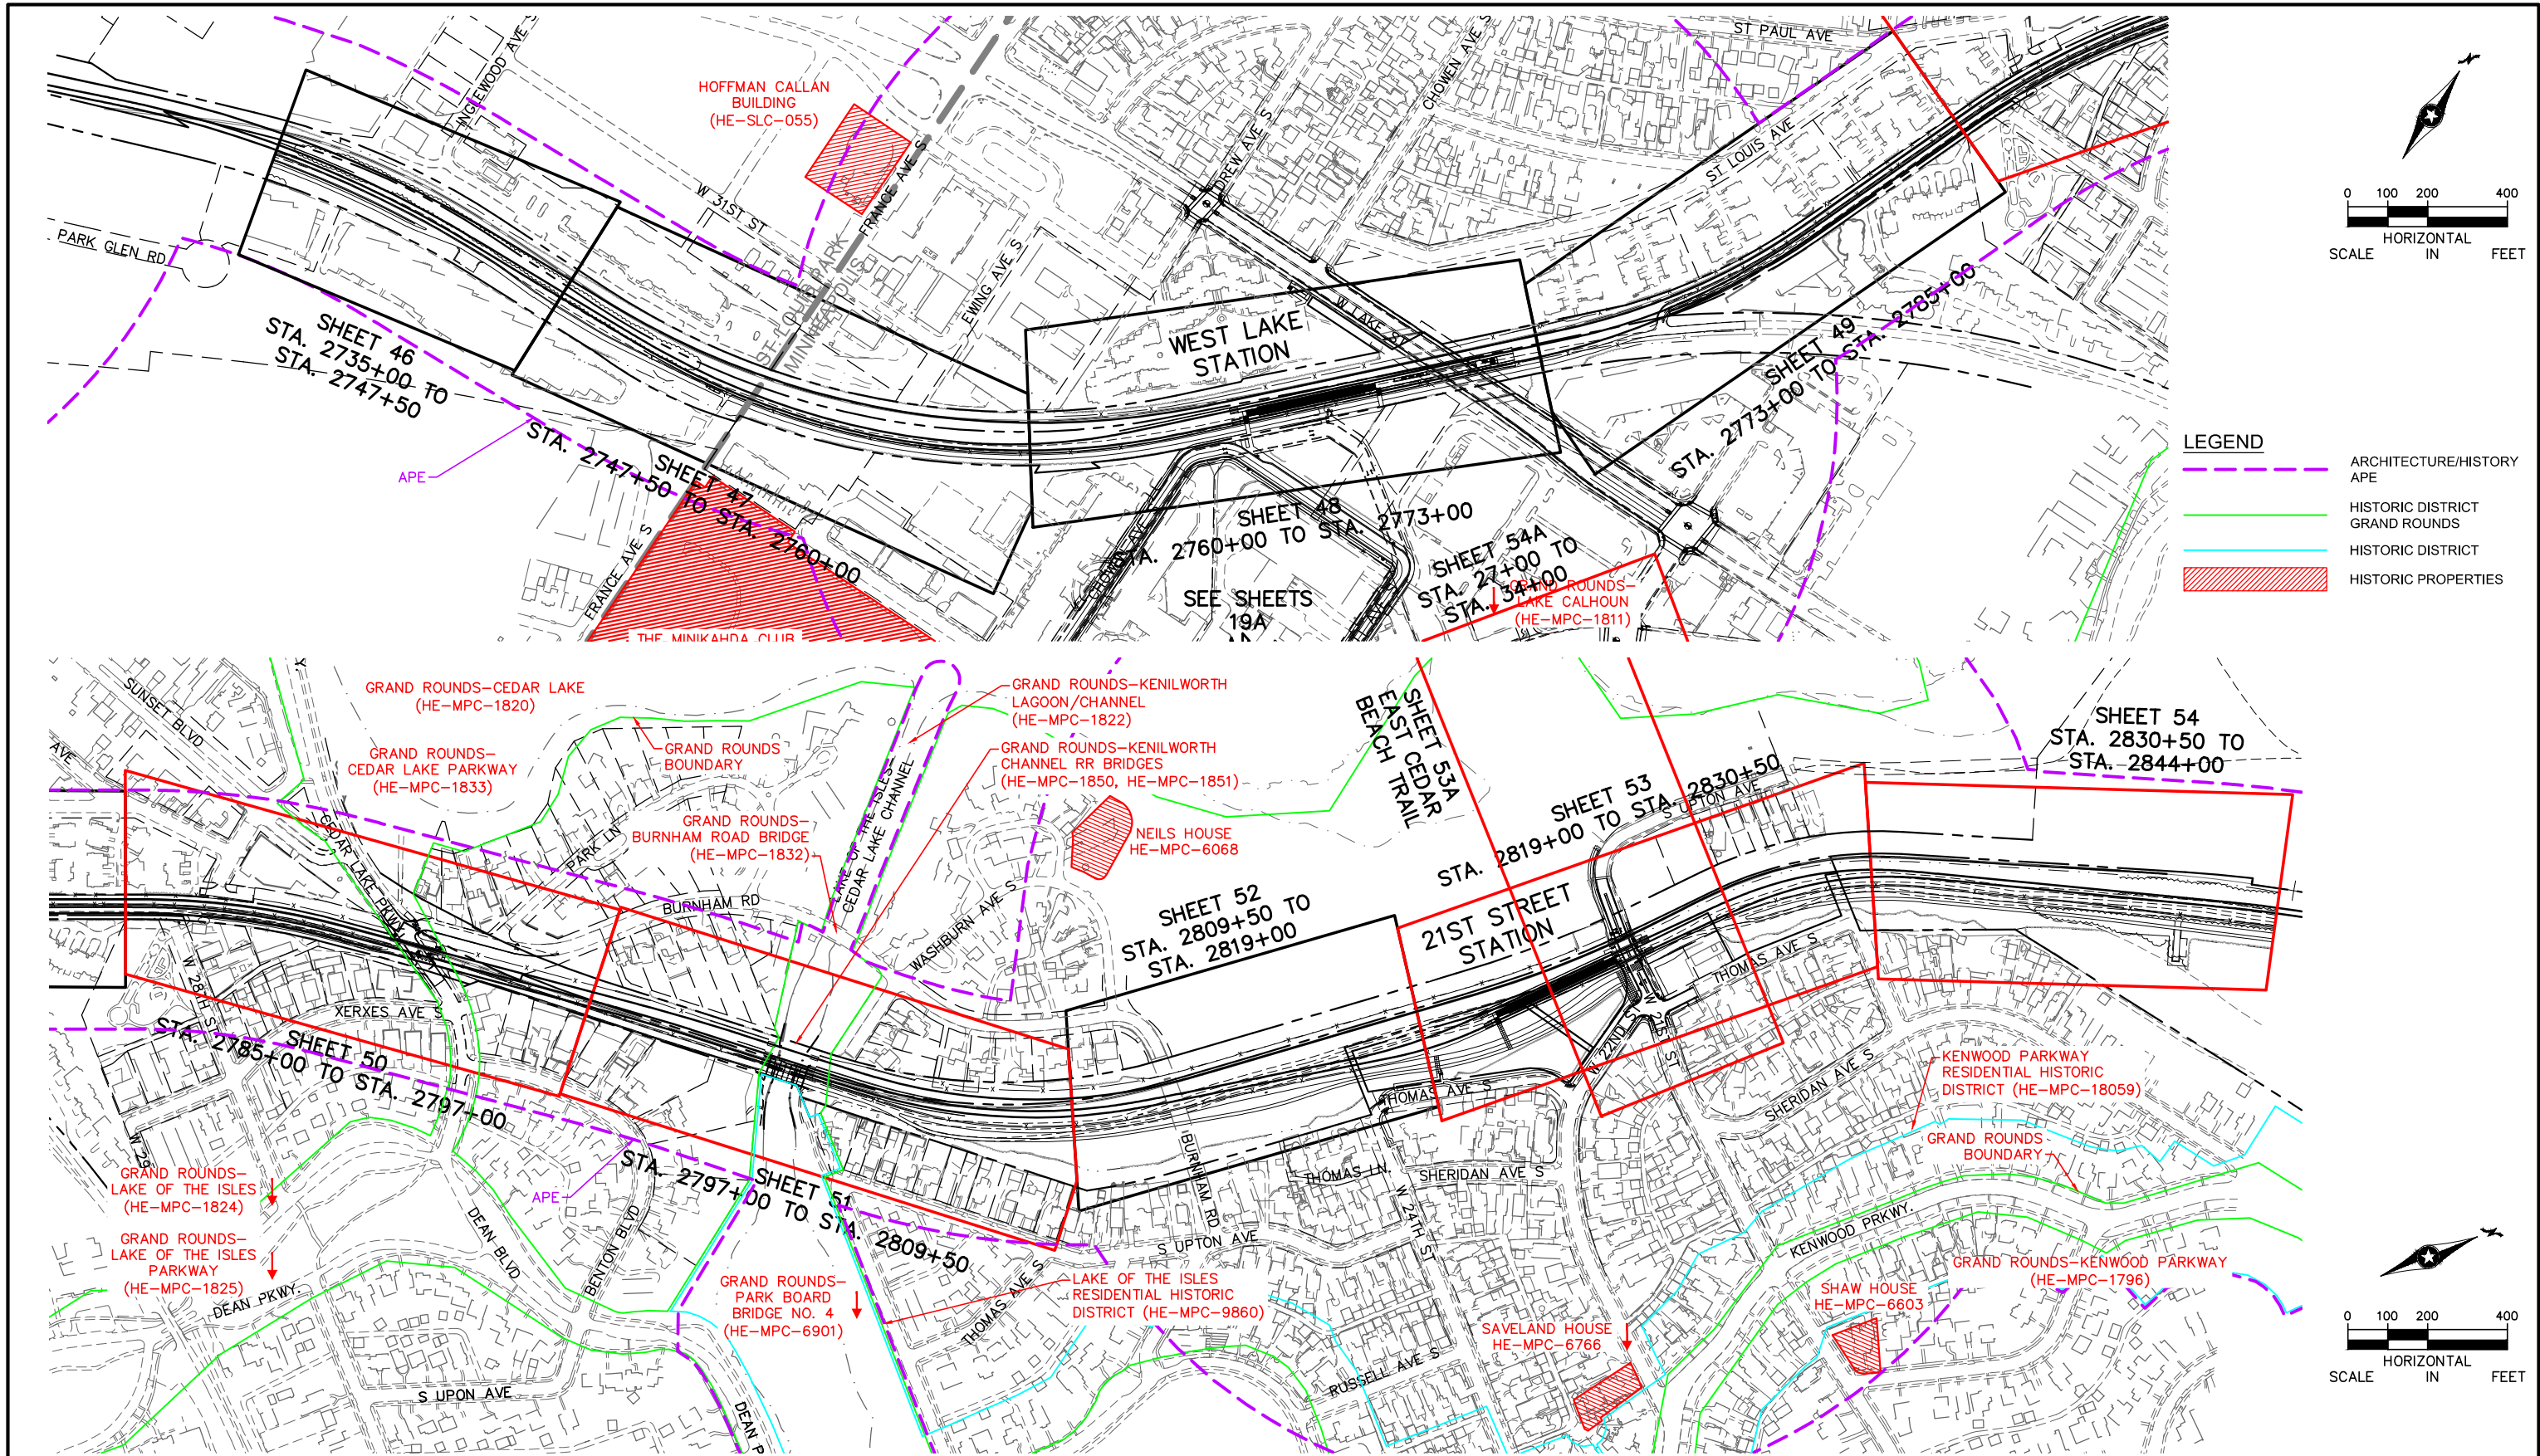 INGLEWOOD AVE S
HOFFMAN CALLAN
BUILDING
(HE-SLC-055)
W 31ST ST
FRANCE AVE S
DREW AVE S
CHOWEN AVE S
ST PAUL AVE
ST LOUIS AVE
EWING AVE S
ST LOUIS PARK
MINNEAPOLIS
PARK GLEN RD
W LAKE ST
WEST LAKE
STATION
SHEET 46
STA. 2735+00 TO
STA. 2747+50
APE
SHEET 47
STA. 2747+50 TO STA. 2760+00
SHEET 48
STA. 2760+00 TO STA. 2773+00
SHEET 49
STA. 2773+00 TO STA. 2785+00
CHOWEN AVE
FRANCE AVE S
THE MINIKAHDA CLUB
SEE SHEETS
19A
SHEET 54A
STA. 27+00 TO
STA. 34+00
GRAND ROUNDS-
LAKE CALHOUN
(HE-MPC-1811)
0 100 200 400
HORIZONTAL
SCALE IN FEET
LEGEND
ARCHITECTURE/HISTORY
APE
HISTORIC DISTRICT
GRAND ROUNDS
HISTORIC DISTRICT
HISTORIC PROPERTIES
SUNSET BLVD
AVE
GRAND ROUNDS-CEDAR LAKE
(HE-MPC-1820)
GRAND ROUNDS-
CEDAR LAKE PARKWAY
(HE-MPC-1833)
GRAND ROUNDS
BOUNDARY
GRAND ROUNDS-
BURNHAM ROAD BRIDGE
(HE-MPC-1832)
GRAND ROUNDS-KENILWORTH
LAGOON/CHANNEL
(HE-MPC-1822)
GRAND ROUNDS-KENILWORTH
CHANNEL RR BRIDGES
(HE-MPC-1850, HE-MPC-1851)
LAKE OF THE ISLES-
CEDAR LAKE CHANNEL
NEILS HOUSE
HE-MPC-6068
CEDAR LAKE PKWY.
PARK LN
BURNHAM RD
WASHBURN AVE S
SHEET 53A
EAST CEDAR
BEACH TRAIL
SHEET 52
STA. 2809+50 TO
STA. 2819+00
SHEET 53
STA. 2819+00 TO STA. 2830+50
S UPTON AVE
21ST STREET
STATION
SHEET 54
STA. 2830+50 TO
STA. 2844+00
W 28TH ST
XERXES AVE S
SHEET 50
STA. 2785+00 TO STA. 2797+00
W 29
SHEET 51
STA. 2797+00 TO STA. 2809+50
APE
GRAND ROUNDS-
LAKE OF THE ISLES
(HE-MPC-1824)
GRAND ROUNDS-
LAKE OF THE ISLES
PARKWAY
(HE-MPC-1825)
DEAN PKWY.
DEAN BLVD
BENTON BLVD
S UPON AVE
DEAN P
GRAND ROUNDS-
PARK BOARD
BRIDGE NO. 4
(HE-MPC-6901)
THOMAS AVE S
LAKE OF THE ISLES
RESIDENTIAL HISTORIC
DISTRICT (HE-MPC-9860)
BURNHAM RD
S UPTON AVE
THOMAS LN.
THOMAS AVE S
SHERIDAN AVE S
W 24TH ST
W 22ND S
W 21ST ST
THOMAS AVE S
SHERIDAN AVE S
RUSSELL AVE S
SAVELAND HOUSE
HE-MPC-6766
KENWOOD PARKWAY
RESIDENTIAL HISTORIC
DISTRICT (HE-MPC-18059)
GRAND ROUNDS
BOUNDARY
KENWOOD PRKWY.
GRAND ROUNDS-KENWOOD PARKWAY
(HE-MPC-1796)
SHAW HOUSE
HE-MPC-6603
0 100 200 400
HORIZONTAL
SCALE IN FEET